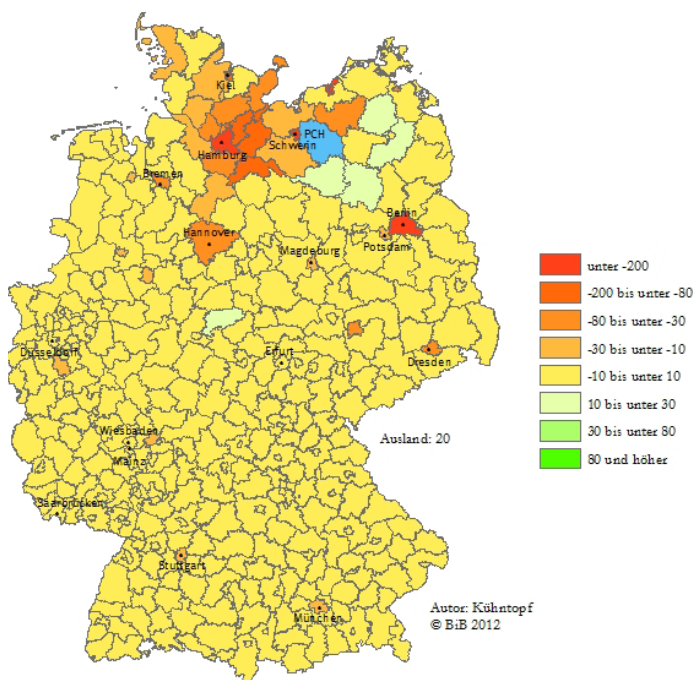 Kiel
PCH
Schwerin
Hamburg
Bremen
Berlin
Hannover
Potsdam
Magdeburg
unter -200
-200 bis unter -80
-80 bis unter -30
-30 bis unter -10
-10 bis unter 10
10 bis unter 30
30 bis unter 80
80 und höher
Düsseldorf
Erfurt
Dresden
Wiesbaden
Ausland: 20
Mainz
Saarbrücken
Stuttgart
München
Autor: Kühntopf
© BiB 2012